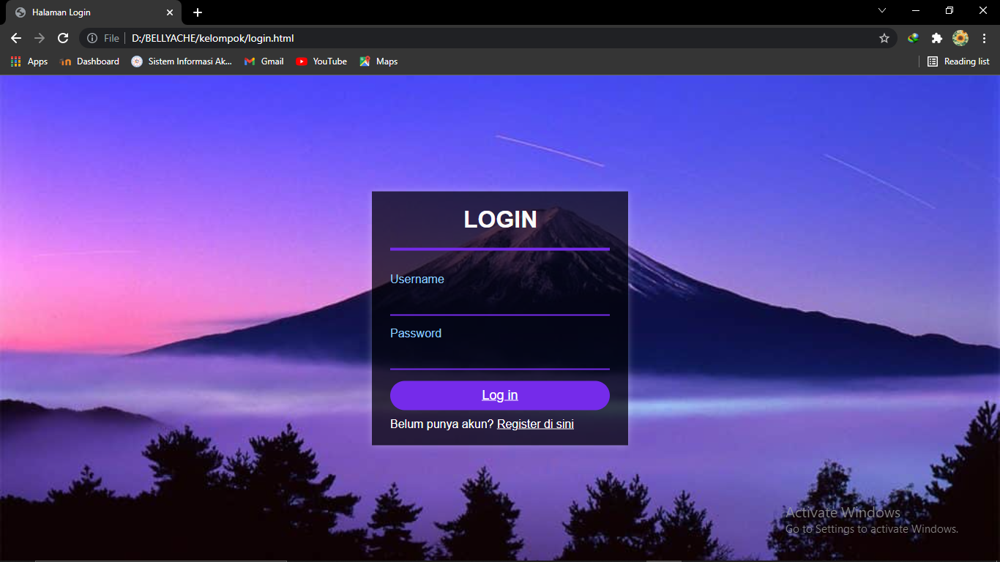 Halaman Login
File D:/BELLYACHE/kelompok/login.html
Apps Dashboard Sistem Informasi Ak... Gmail YouTube Maps Reading list
LOGIN
Username
Password
Log in
Belum punya akun? Register di sini
Activate Windows
Go to Settings to activate Windows.